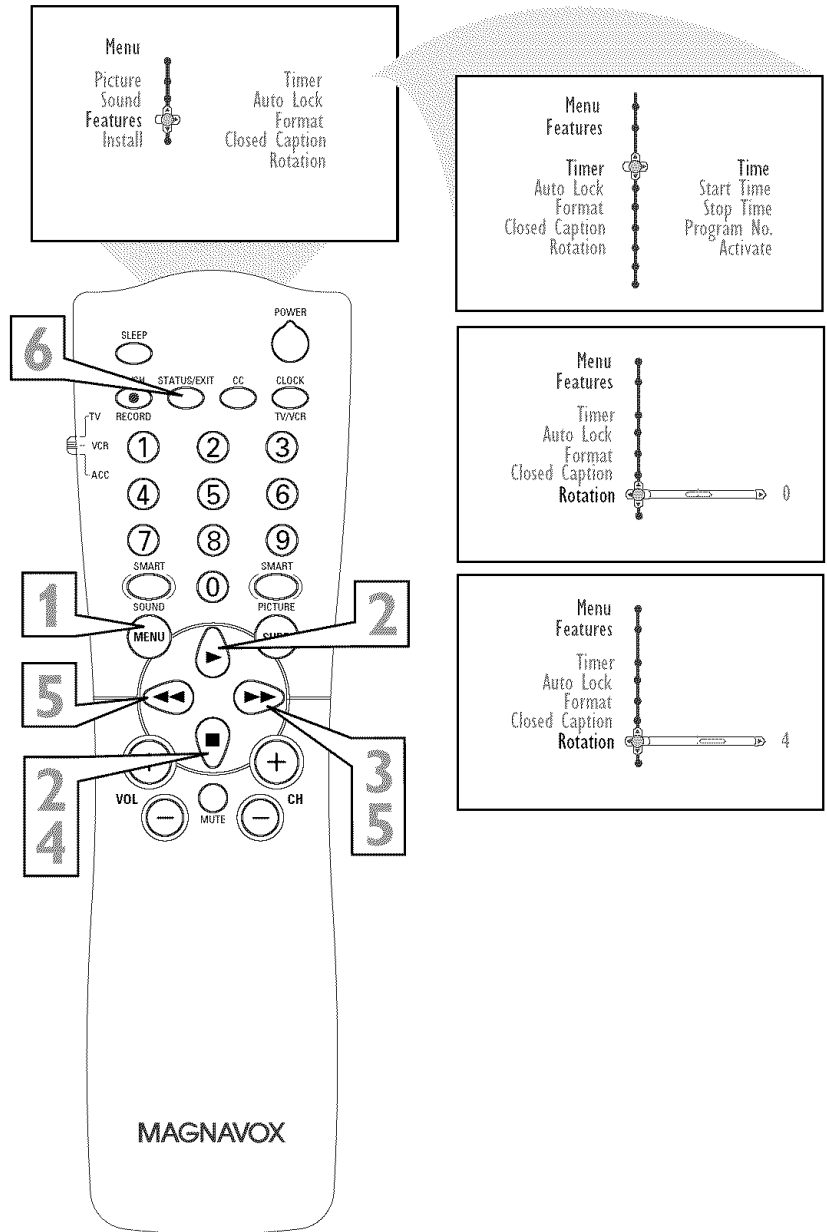 Menu
Picture
Sound
Features
Install
Timer
Auto Lock
Format
Closed Caption
Rotation
Menu
Features
Timer
Auto Lock
Format
Closed Caption
Rotation
Time
Start Time
Stop Time
Program No.
Activate
Menu
Features
Timer
Auto Lock
Format
Closed Caption
Rotation 0
Menu
Features
Timer
Auto Lock
Format
Closed Caption
Rotation 4
SLEEP
POWER
6
STATUS/EXIT CC CLOCK
RECORD TV/VCR
TV
VCR
ACC
1 2 3
4 5 6
7 8 9
SMART 0 SMART
SOUND PICTURE
1
MENU
2
5
2
4
3
5
VOL + + CH
− MUTE −
MAGNAVOX